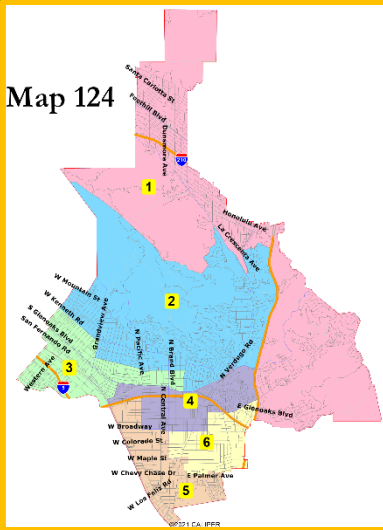 Map 124
Santa Carlotta St
Foothill Blvd
Dunsmore Ave
210
1
Honolulu Ave
La Crescenta Ave
2
W Mountain St
W Kenneth Rd
Grandview Ave
S Glenoaks Blvd
San Fernando Rd
N Pacific Ave
N Brand Blvd
N Verdugo Rd
Western Ave
3
5
N Central Ave
4
E Glenoaks Blvd
W Broadway
W Colorado St
6
W Maple St
W Chevy Chase Dr
E Palmer Ave
5
W Los Feliz Rd
©2021 CALIPER